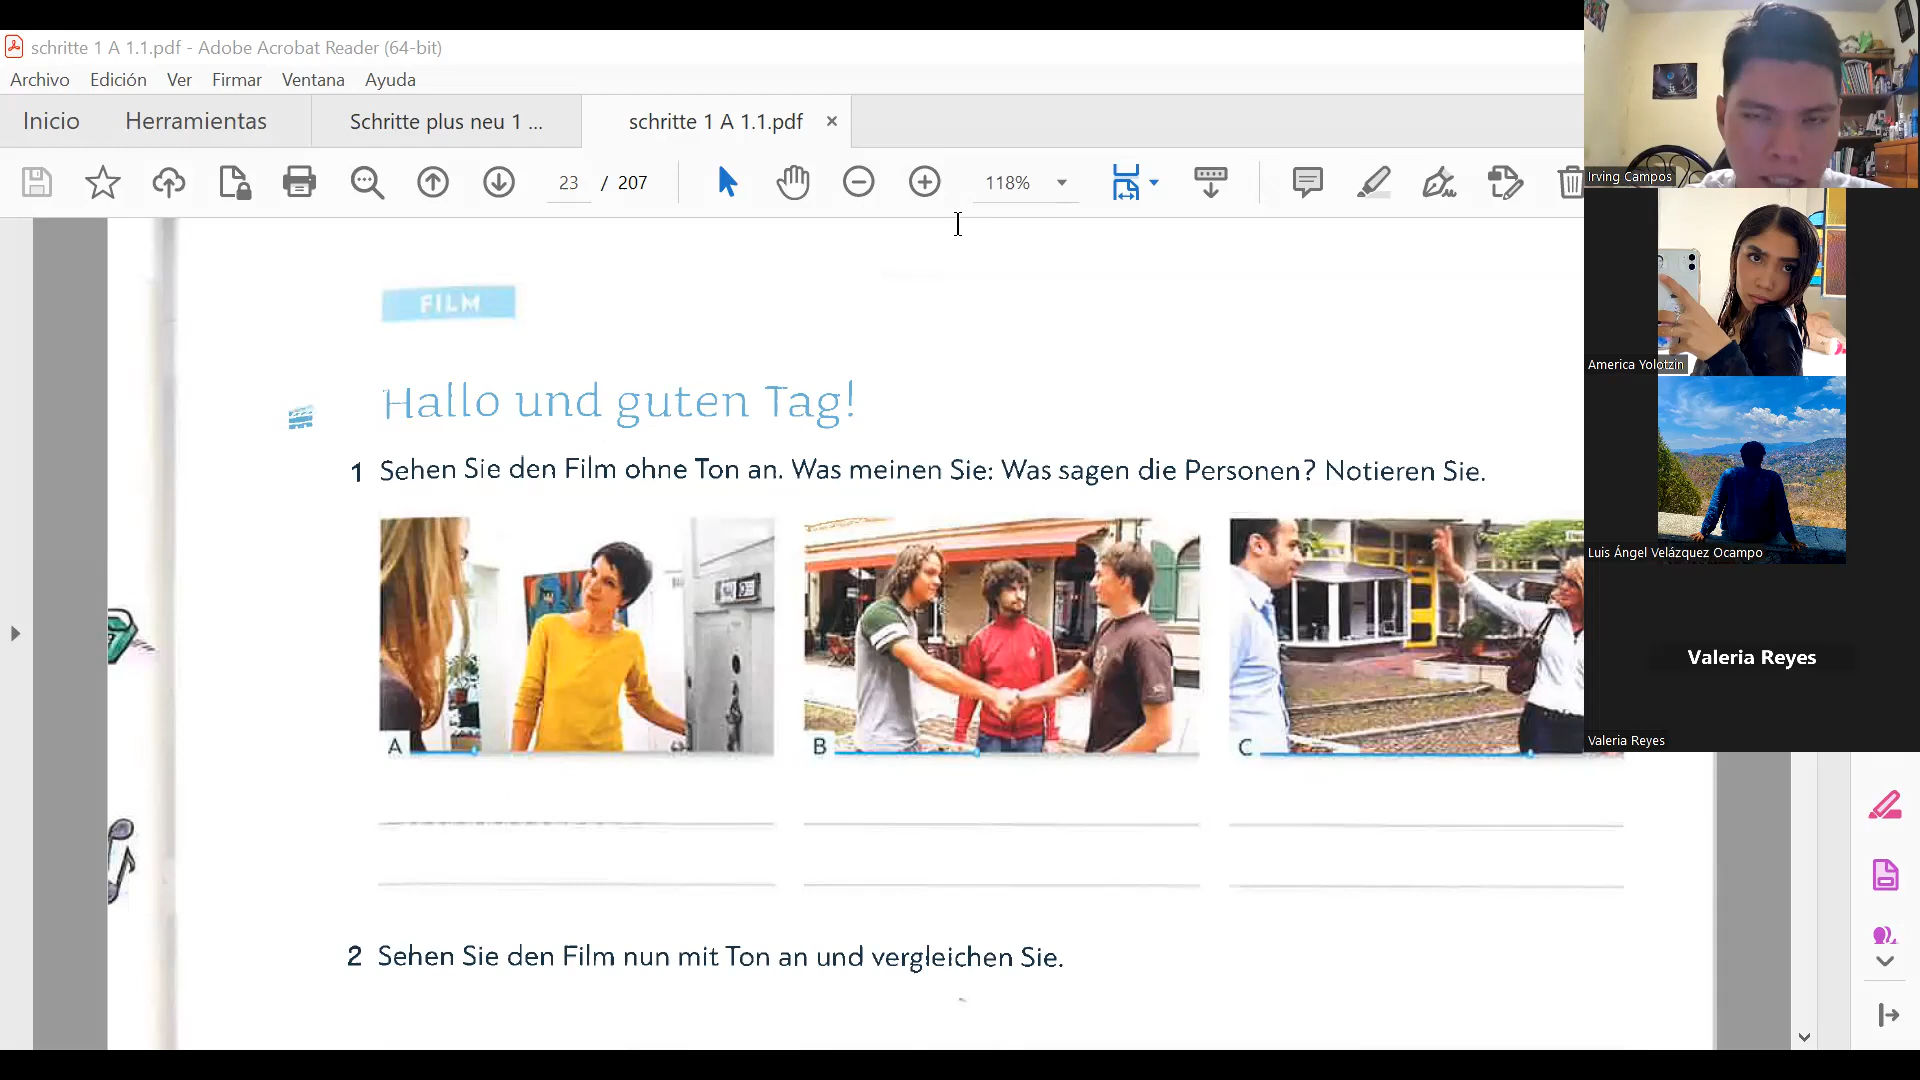 schritte 1 A 1.1.pdf - Adobe Acrobat Reader (64-bit)
Archivo Edición Ver Firmar Ventana Ayuda
Inicio Herramientas Schritte plus neu 1 ... schritte 1 A 1.1.pdf ×
23 / 207 118%
FILM
Hallo und guten Tag!
1 Sehen Sie den Film ohne Ton an. Was meinen Sie: Was sagen die Personen? Notieren Sie.
A B C
2 Sehen Sie den Film nun mit Ton an und vergleichen Sie.
Irving Campos
America Yolotzin
Luis Ángel Velázquez Ocampo
Valeria Reyes
Valeria Reyes